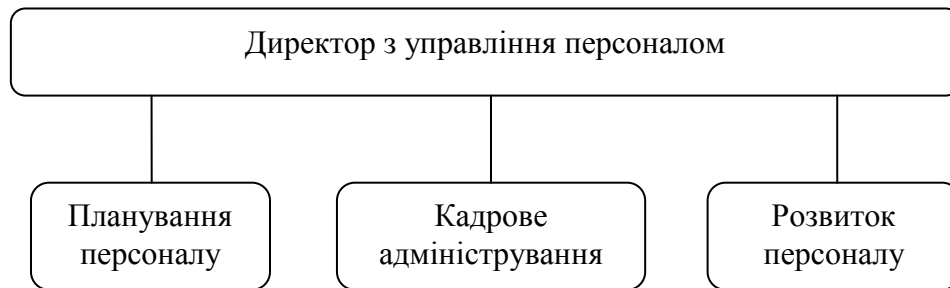 Директор з управління персоналом
Планування
персоналу
Кадрове
адміністрування
Розвиток
персоналу